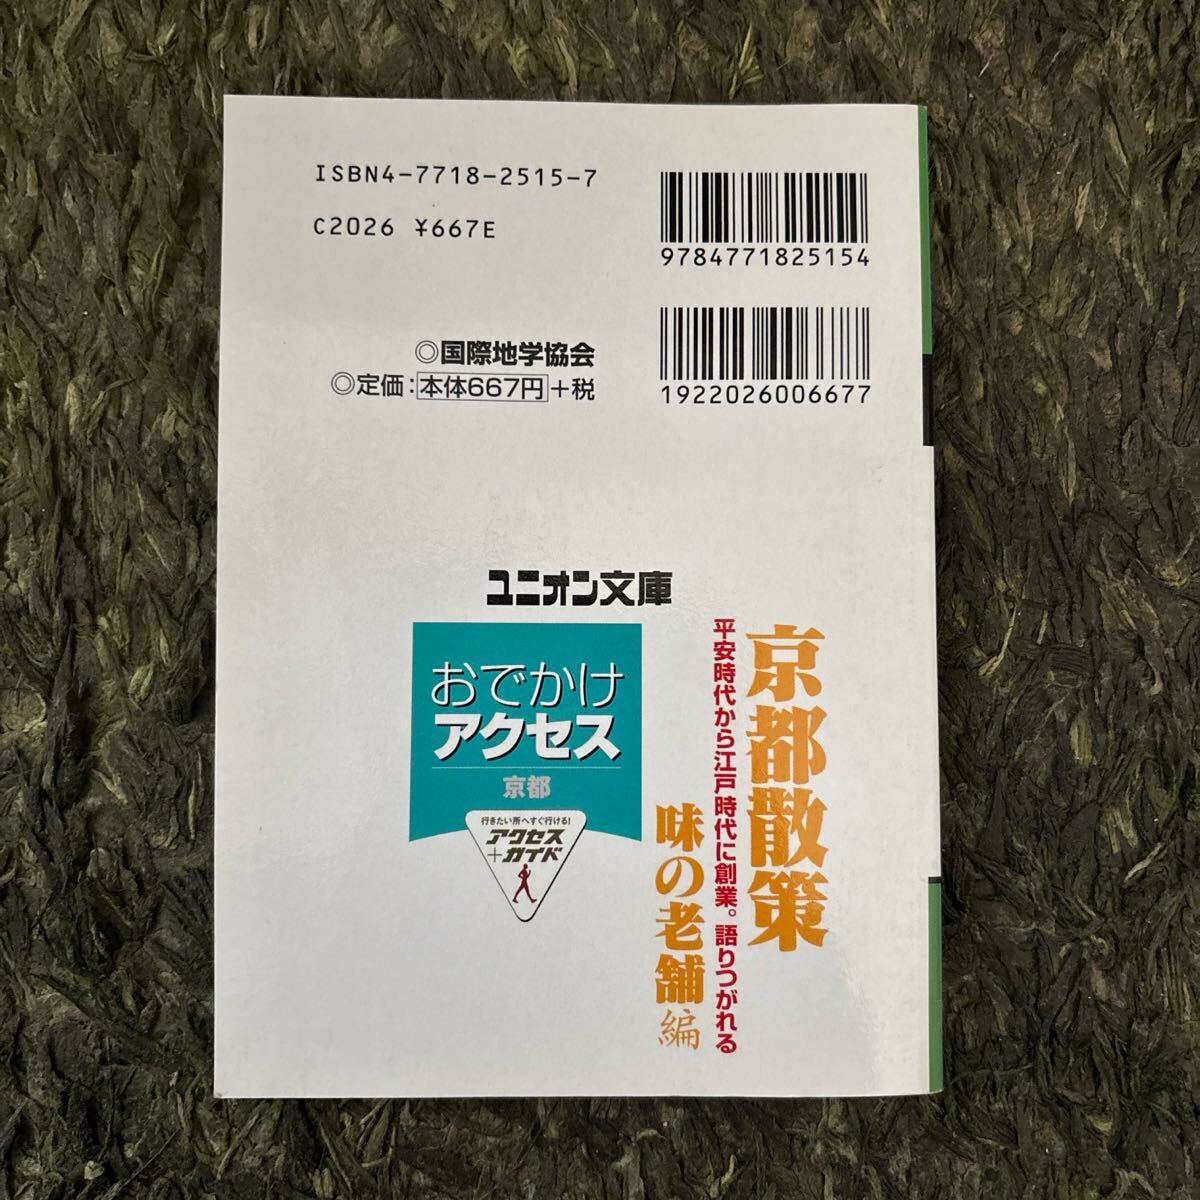 ISBN4-7718-2515-7
C2026 ¥667E
9784771825154
◎国際地学協会
◎定価:本体667円+税
1922026006677
ユニオン文庫
京都散策
平安時代から江戸時代に創業。語りつがれる
味の老舗編
おでかけ
アクセス
京都
行きたい所へすぐ行ける!
アクセス
+ガイド